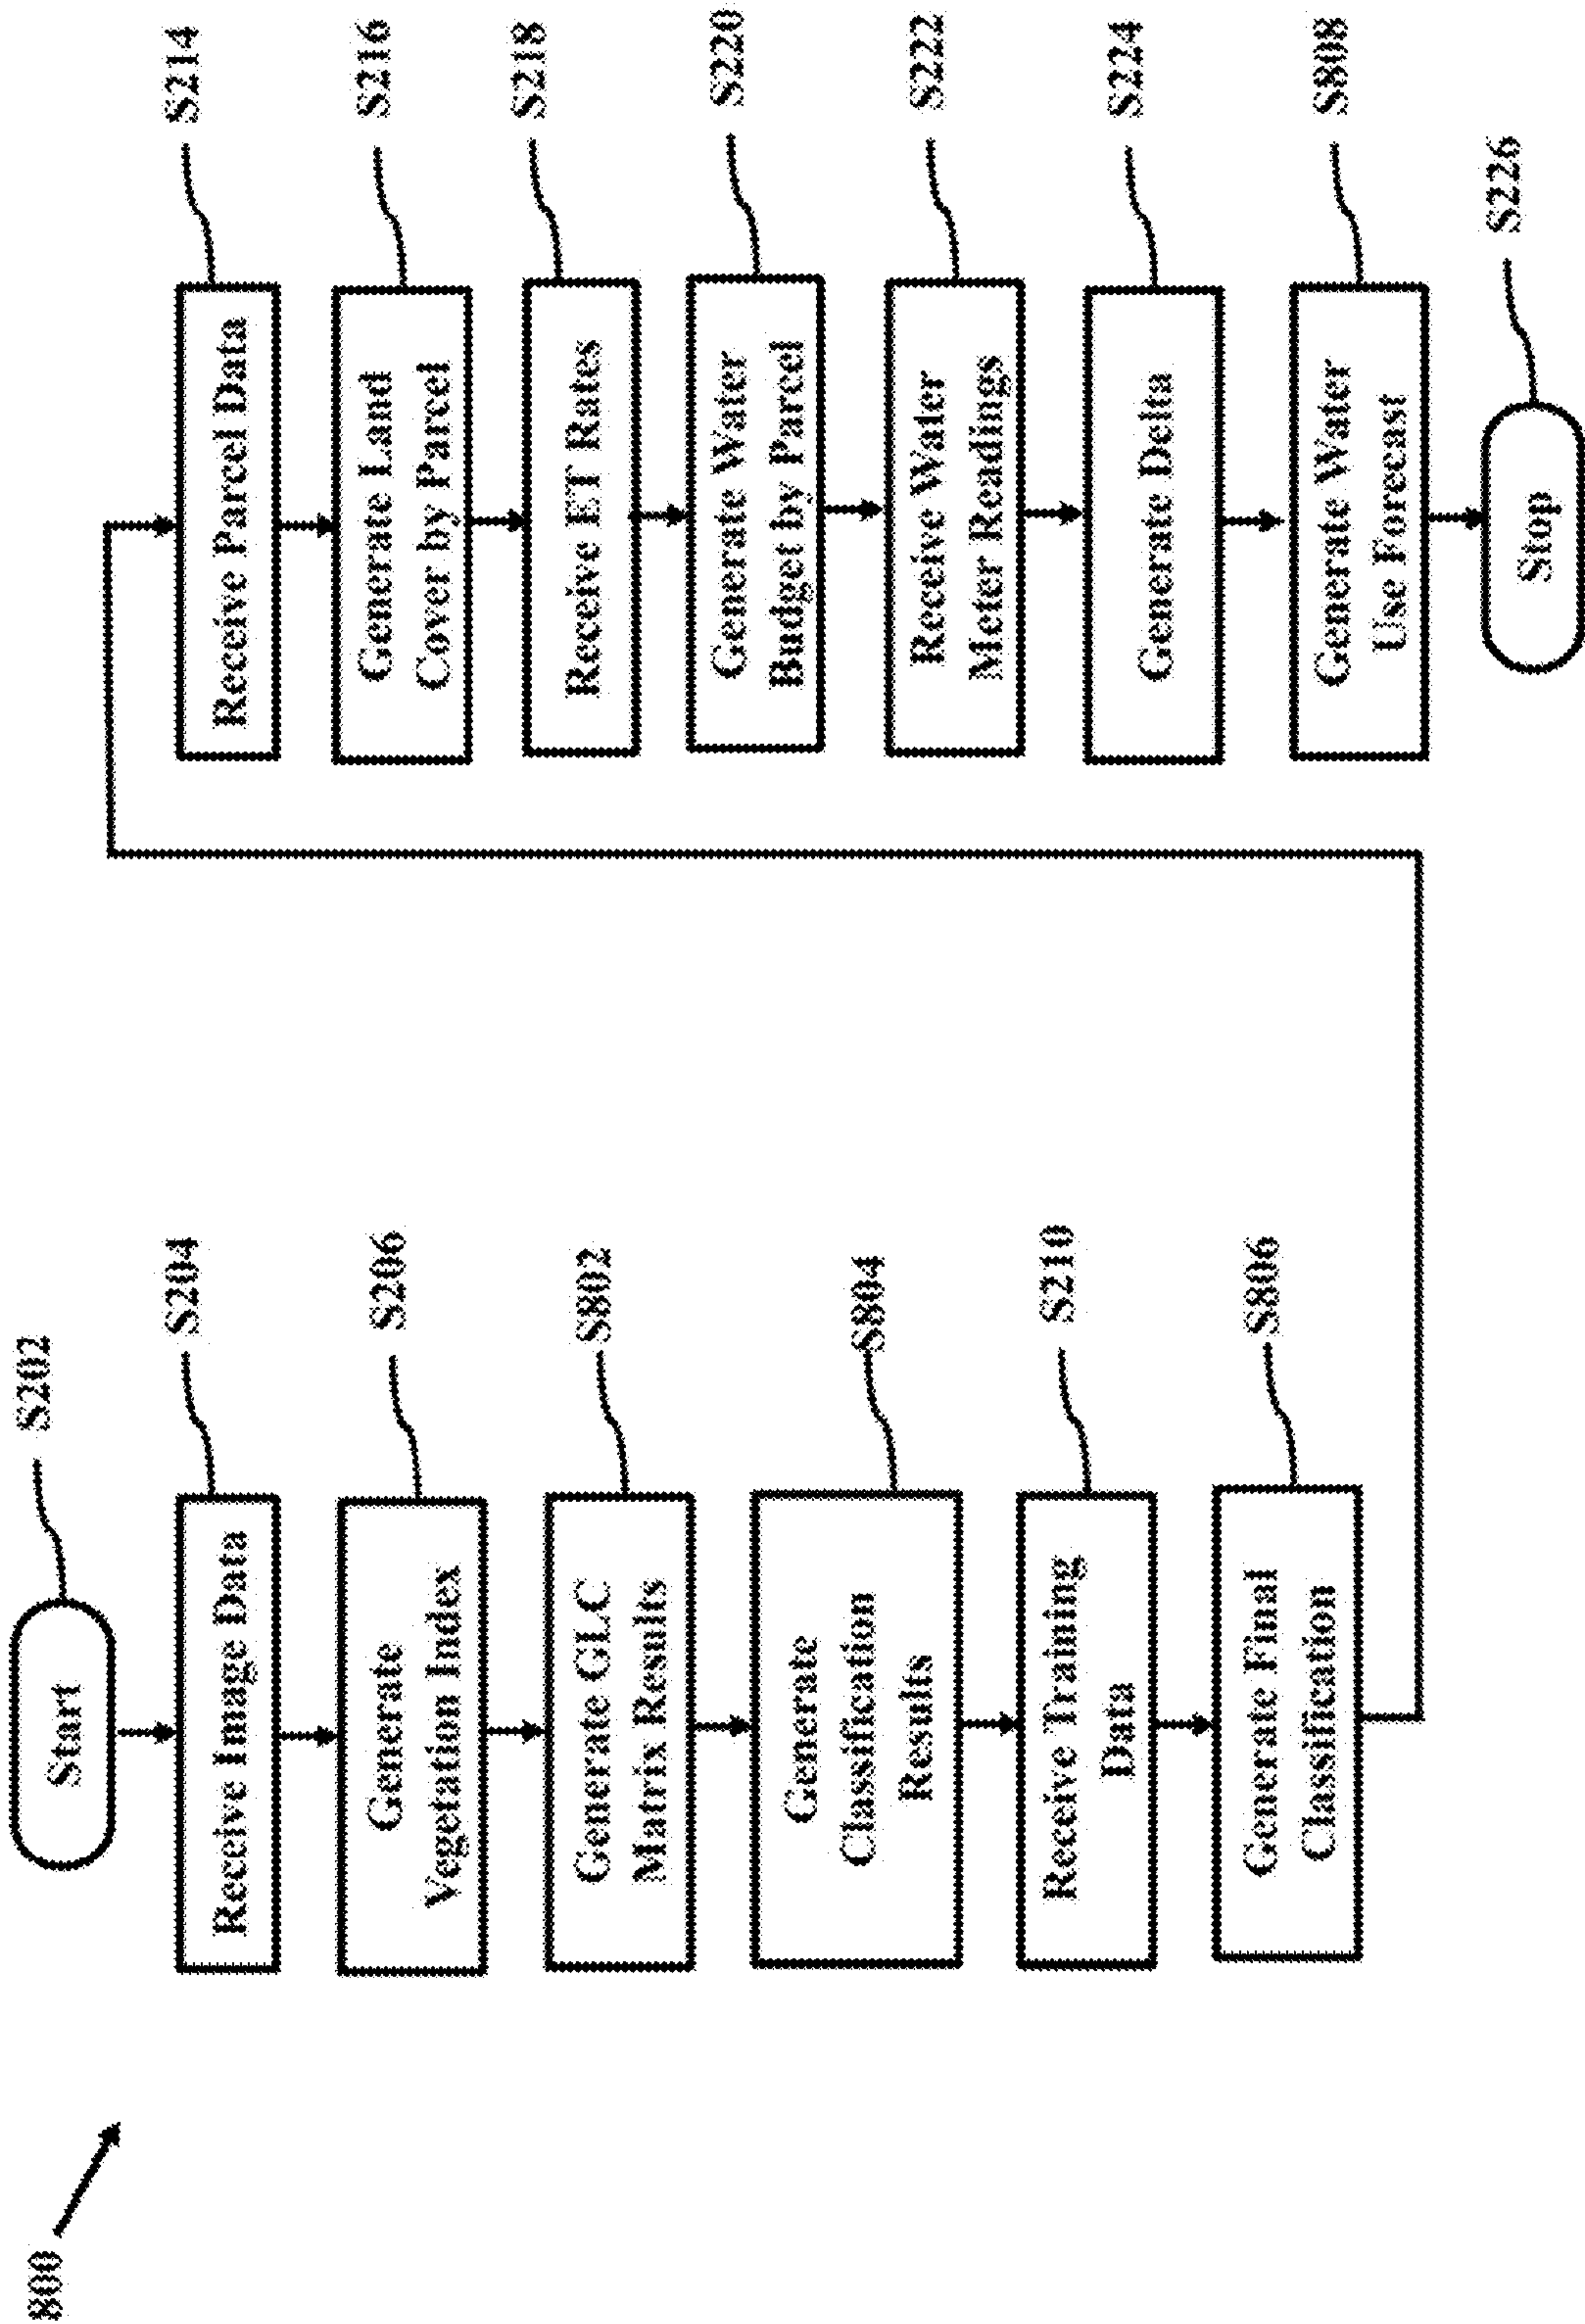 800
Start
S202
Receive Image Data
S204
Generate
Vegetation Index
S206
Generate GLC
Matrix Results
S802
Generate
Classification
Results
S804
Receive Training
Data
S210
Generate Final
Classification
S806
Receive Parcel Data
S214
Generate Land
Cover by Parcel
S216
Receive ET Rates
S218
Generate Water
Budget by Parcel
S220
Receive Water
Meter Readings
S222
Generate Delta
S224
Generate Water
Use Forecast
S808
Stop
S226